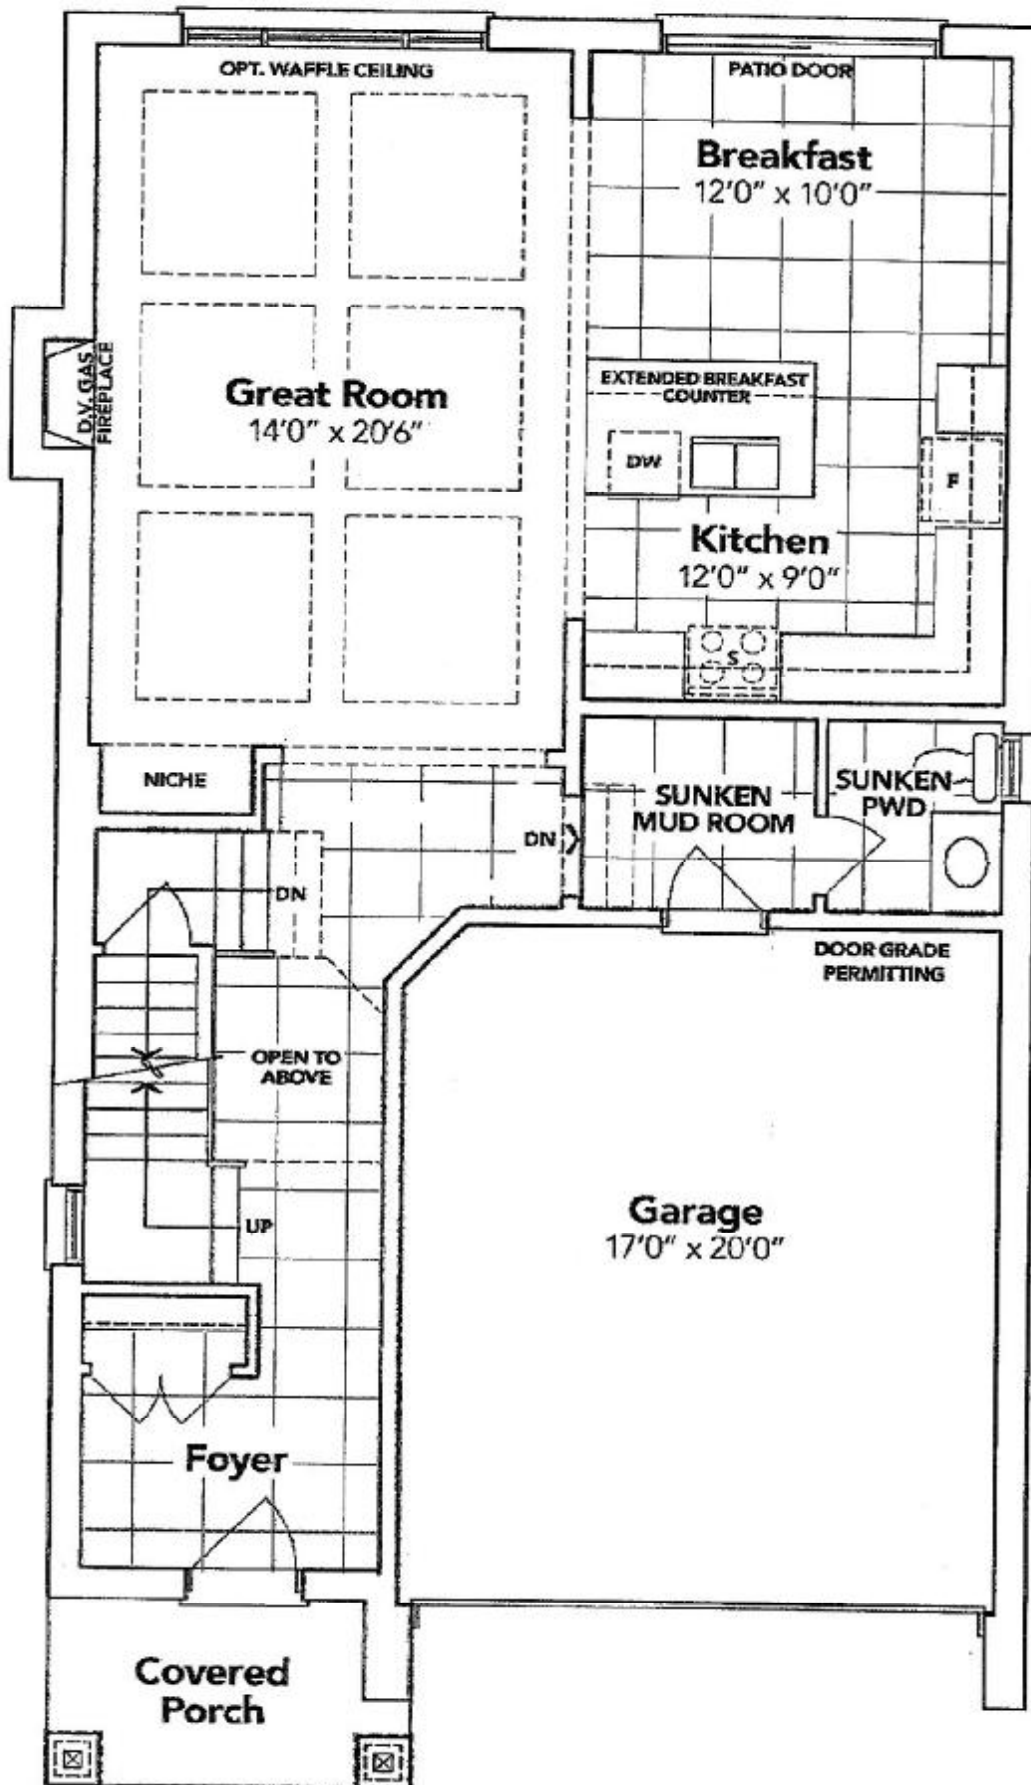 OPT. WAFFLE CEILING
PATIO DOOR
Breakfast
12'0" x 10'0"
D.V. GAS
FIREPLACE
Great Room
14'0" x 20'6"
EXTENDED BREAKFAST
COUNTER
DW
F
Kitchen
12'0" x 9'0"
S
NICHE
SUNKEN
MUD ROOM
SUNKEN
PWD
DN
DN
DOOR GRADE
PERMITTING
OPEN TO
ABOVE
UP
Garage
17'0" x 20'0"
Foyer
Covered
Porch